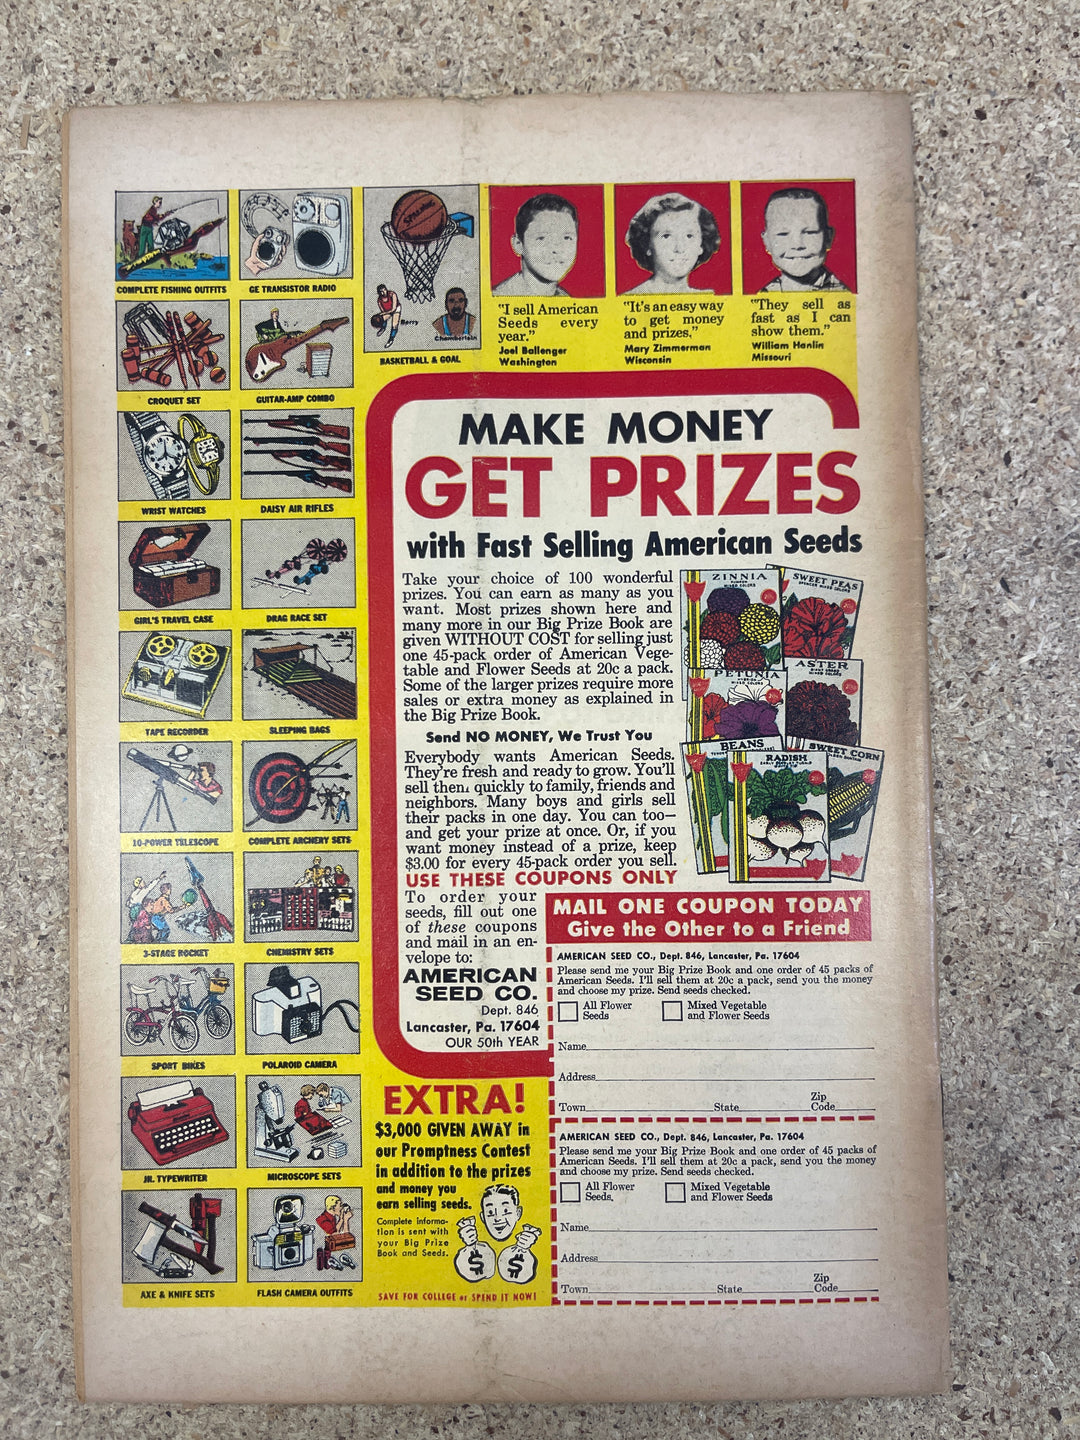 COMPLETE FISHING OUTFITS
GE TRANSISTOR RADIO
Spalding
Barry
Chamberlain
BASKETBALL & GOAL
"I sell American
Seeds every
year."
Joel Ballenger
Washington
"It's an easy way
to get money
and prizes."
Mary Zimmerman
Wisconsin
"They sell as
fast as I can
show them."
William Hanlin
Missouri
CROQUET SET
GUITAR-AMP COMBO
WRIST WATCHES
DAISY AIR RIFLES
GIRL'S TRAVEL CASE
DRAG RACE SET
TAPE RECORDER
SLEEPING BAGS
10-POWER TELESCOPE
COMPLETE ARCHERY SETS
3-STAGE ROCKET
CHEMISTRY SETS
SPORT BIKES
POLAROID CAMERA
JR. TYPEWRITER
MICROSCOPE SETS
AXE & KNIFE SETS
FLASH CAMERA OUTFITS
MAKE MONEY
GET PRIZES
with Fast Selling American Seeds
Take your choice of 100 wonderful
prizes. You can earn as many as you
want. Most prizes shown here and
many more in our Big Prize Book are
given WITHOUT COST for selling just
one 45-pack order of American Vege-
table and Flower Seeds at 20c a pack.
Some of the larger prizes require more
sales or extra money as explained in
the Big Prize Book.
Send NO MONEY, We Trust You
Everybody wants American Seeds.
They're fresh and ready to grow. You'll
sell them quickly to family, friends and
neighbors. Many boys and girls sell
their packs in one day. You can too—
and get your prize at once. Or, if you
want money instead of a prize, keep
$3.00 for every 45-pack order you sell.
USE THESE COUPONS ONLY
To order your
seeds, fill out one
of these coupons
and mail in an en-
velope to:
AMERICAN
SEED CO.
Dept. 846
Lancaster, Pa. 17604
OUR 50th YEAR
ZINNIA
MIXED COLORS
SWEET PEAS
MIXED COLORS
ASTER
MIXED COLORS
PETUNIA
MIXED COLORS
BEANS
SWEET CORN
RADISH
MAIL ONE COUPON TODAY
Give the Other to a Friend
AMERICAN SEED CO., Dept. 846, Lancaster, Pa. 17604
Please send me your Big Prize Book and one order of 45 packs of
American Seeds. I'll sell them at 20c a pack, send you the money
and choose my prize. Send seeds checked.
All Flower
Seeds
Mixed Vegetable
and Flower Seeds
Name
Address
Town State Zip Code
AMERICAN SEED CO., Dept. 846, Lancaster, Pa. 17604
Please send me your Big Prize Book and one order of 45 packs of
American Seeds. I'll sell them at 20c a pack, send you the money
and choose my prize. Send seeds checked.
All Flower
Seeds.
Mixed Vegetable
and Flower Seeds
Name
Address
Town State Zip Code
EXTRA!
$3,000 GIVEN AWAY in
our Promptness Contest
in addition to the prizes
and money you
earn selling seeds.
Complete informa-
tion is sent with
your Big Prize
Book and Seeds.
$ $
SAVE FOR COLLEGE or SPEND IT NOW!